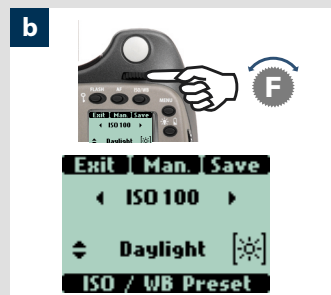 b
FLASH AF ISO/WB
MENU
Exit Man. Save
ISO 100
Daylight
F
Exit Man. Save
ISO 100
Daylight
ISO / WB Preset